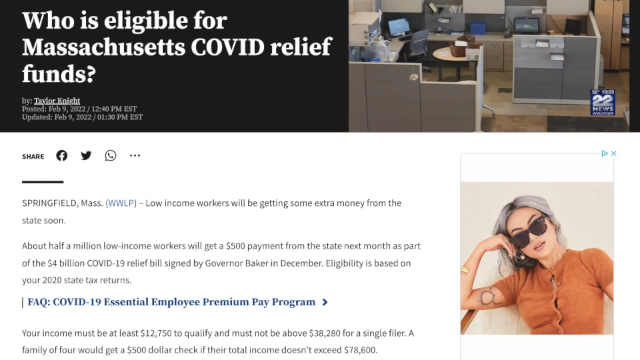 Who is eligible for
Massachusetts COVID relief
funds?
by: Taylor Knight
Posted: Feb 9, 2022 / 12:40 PM EST
Updated: Feb 9, 2022 / 01:30 PM EST
22
NEWS
WWLP.COM
SHARE
SPRINGFIELD, Mass. (WWLP) – Low income workers will be getting some extra money from the
state soon.
About half a million low-income workers will get a $500 payment from the state next month as part
of the $4 billion COVID-19 relief bill signed by Governor Baker in December. Eligibility is based on
your 2020 state tax returns.
FAQ: COVID-19 Essential Employee Premium Pay Program
Your income must be at least $12,750 to qualify and must not be above $38,280 for a single filer. A
family of four would get a $500 dollar check if their total income doesn't exceed $78,600.